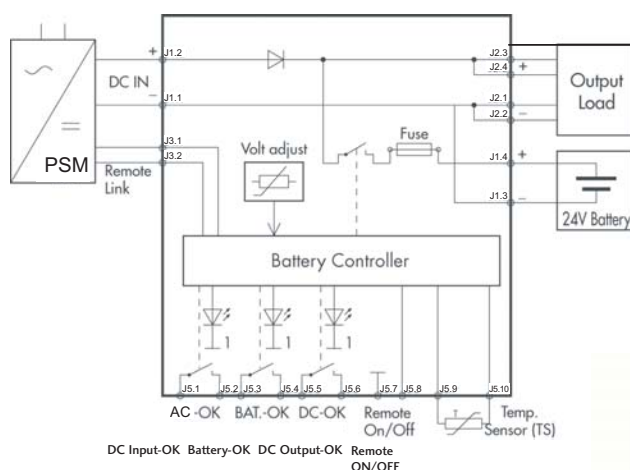 J1.2
J2.3
+
J2.4
+
DC IN
Output
Load
J2.1
−
J1.1
J2.2
−
J3.1
Fuse
PSM
J3.2
Volt adjust
J1.4
+
Remote
Link
J1.3
−
24V Battery
Battery Controller
1
1
1
J5.1
J5.2
J5.3
J5.4
J5.5
J5.6
J5.7
J5.8
J5.9
J5.10
AC -OK
BAT.-OK
DC-OK
Remote
On/Off
T
Temp.
Sensor (TS)
DC Input-OK Battery-OK DC Output-OK Remote
ON/OFF